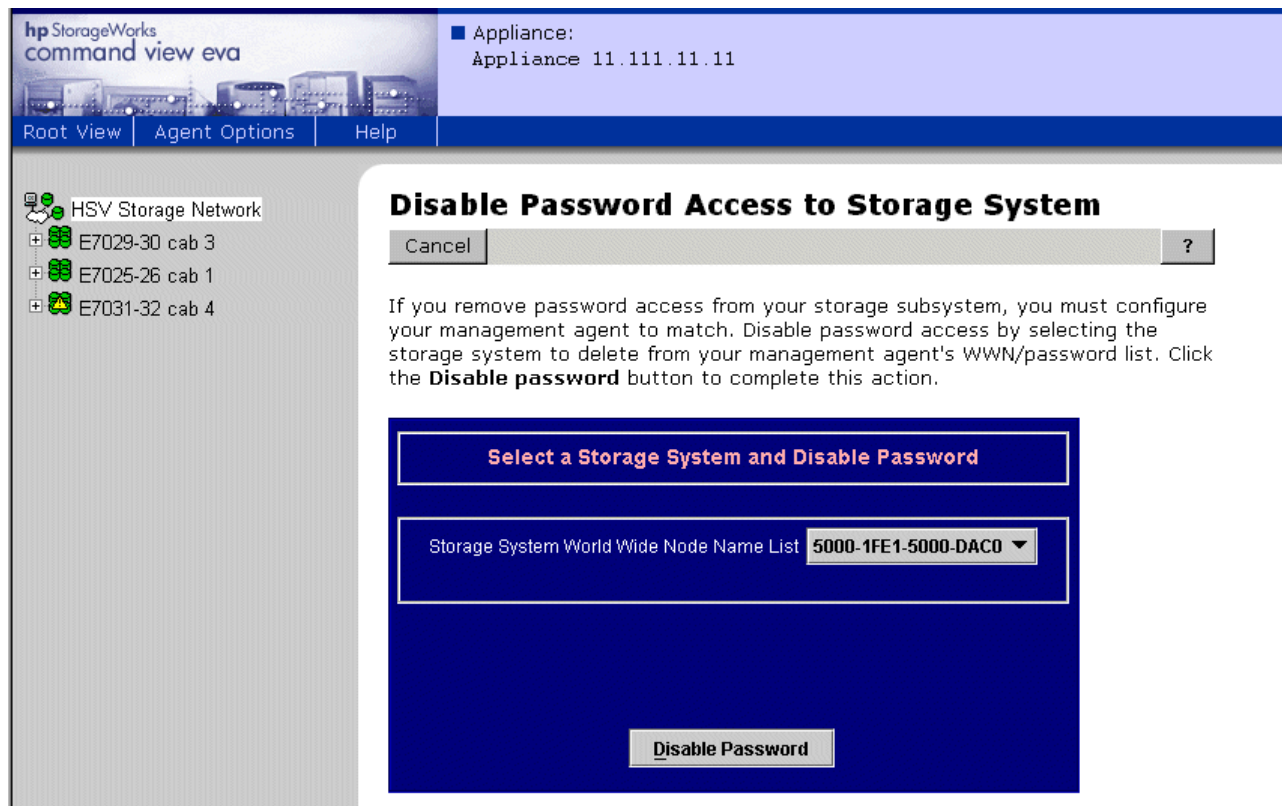 hp StorageWorks
command view eva
Appliance:
Appliance 11.111.11.11
Root View
Agent Options
Help
HSV Storage Network
E7029-30 cab 3
E7025-26 cab 1
E7031-32 cab 4
Disable Password Access to Storage System
Cancel
?
If you remove password access from your storage subsystem, you must configure
your management agent to match. Disable password access by selecting the
storage system to delete from your management agent's WWN/password list. Click
the Disable password button to complete this action.
Select a Storage System and Disable Password
Storage System World Wide Node Name List 5000-1FE1-5000-DAC0
Disable Password